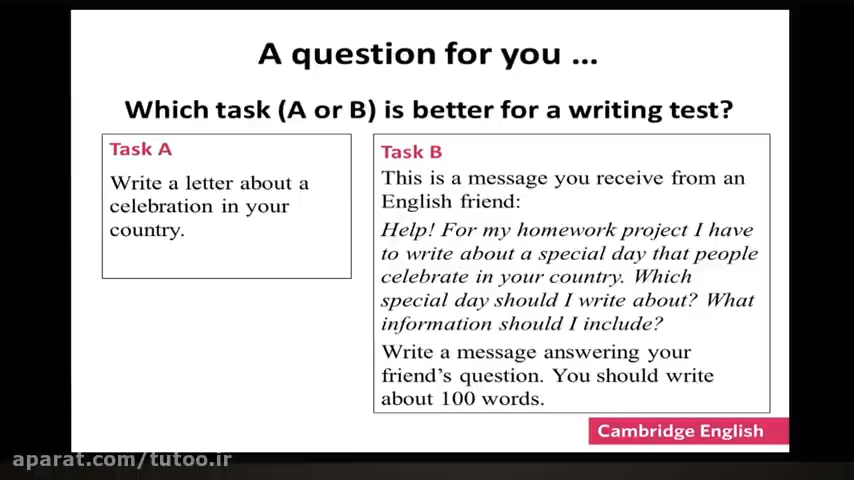 A question for you ...
Which task (A or B) is better for a writing test?
Task A
Write a letter about a
celebration in your
country.
Task B
This is a message you receive from an
English friend:
Help! For my homework project I have
to write about a special day that people
celebrate in your country. Which
special day should I write about? What
information should I include?
Write a message answering your
friend's question. You should write
about 100 words.
Cambridge English
aparat.com/tutoo.ir